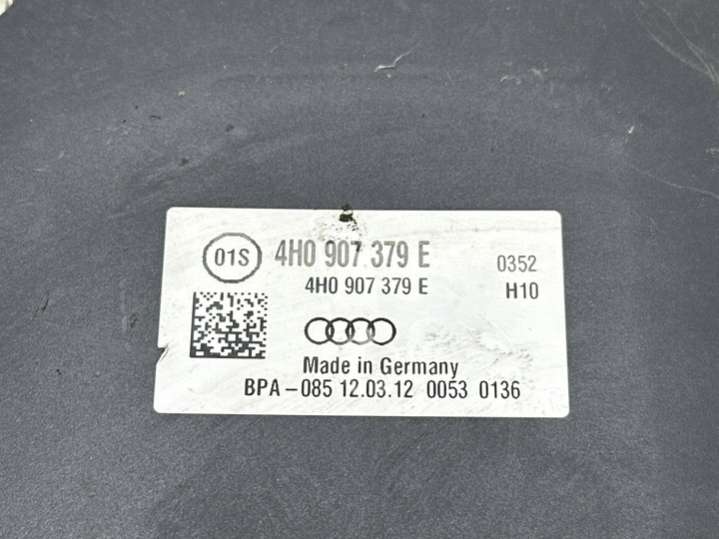 01S 4H0 907 379 E 0352
4H0 907 379 E H10
Made in Germany
BPA-085 12.03.12 0053 0136